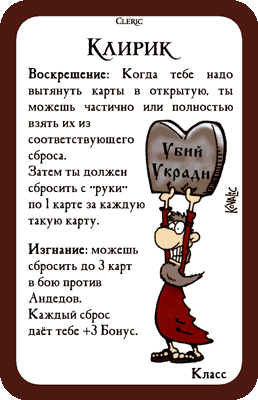 Cleric
Клирик
Воскрешение: Когда тебе надо
вытянуть карты в открытую, ты
можешь частично или полностью
взять их из
соответствующего
сброса.
Затем ты должен
сбросить с "руки"
по 1 карте за каждую
такую карту.
Убий
Укради
Kovalic
Изгнание: можешь
сбросить до 3 карт
в бою против
Андедов.
Каждый сброс
даёт тебе +3 Бонус.
Класс